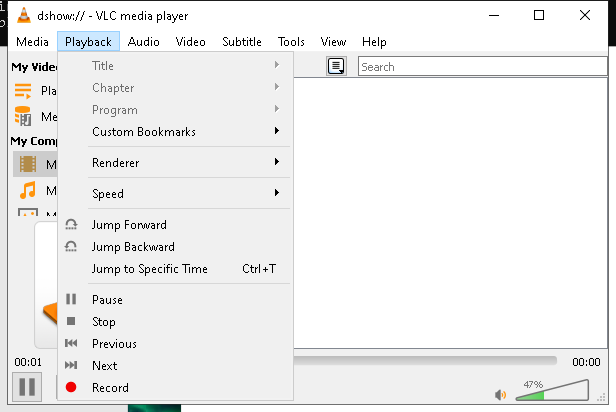 dshow:// - VLC media player
Media Playback Audio Video Subtitle Tools View Help
My Vide
Search
Pla
Me
My Comp
M
M
Title
Chapter
Program
Custom Bookmarks
Renderer
Speed
Jump Forward
Jump Backward
Jump to Specific Time Ctrl+T
Pause
Stop
Previous
Next
Record
00:01
00:00
47%